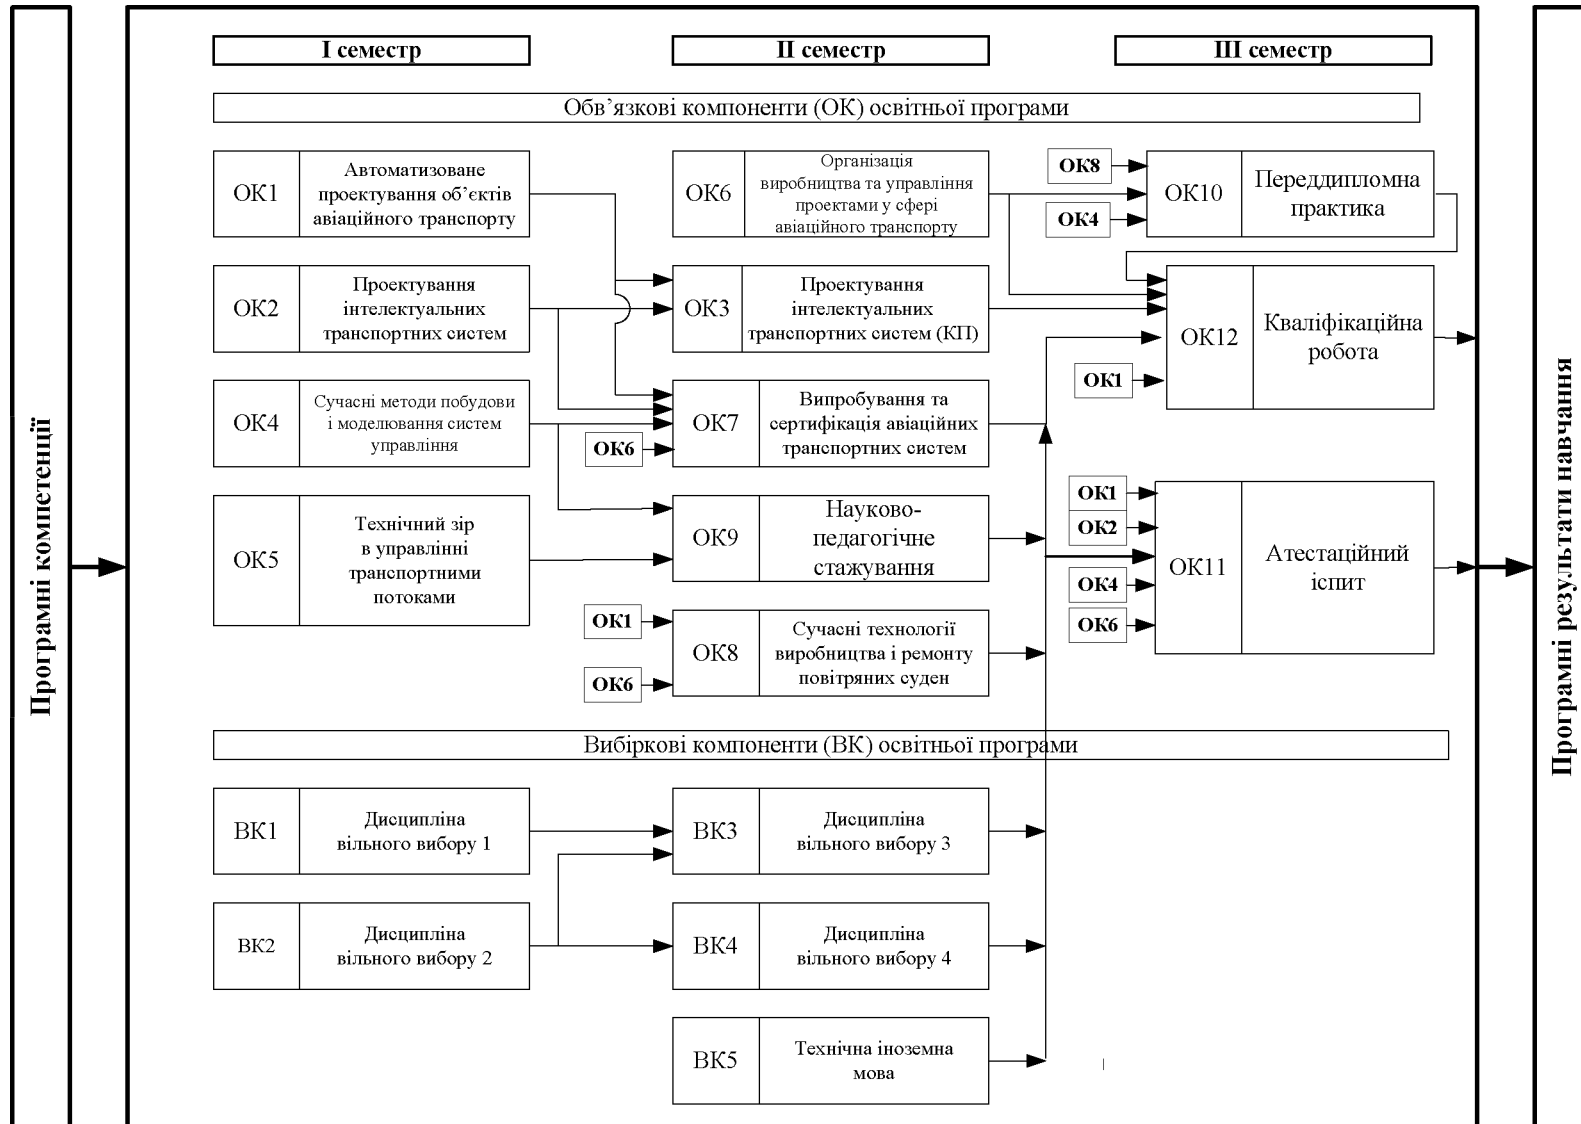 Програмні компетенції
І семестр
ІІ семестр
ІІІ семестр
Обв’язкові компоненти (ОК) освітньої програми
ОК1
Автоматизоване
проектування об’єктів
авіаційного транспорту
ОК6
Організація
виробництва та управління
проектами у сфері
авіаційного транспорту
ОК8
ОК4
ОК10
Переддипломна
практика
ОК2
Проектування
інтелектуальних
транспортних систем
ОК3
Проектування
інтелектуальних
транспортних систем (КП)
ОК1
ОК12
Кваліфікаційна
робота
ОК4
Сучасні методи побудови
і моделювання систем
управління
ОК6
ОК7
Випробування та
сертифікація авіаційних
транспортних систем
ОК5
Технічний зір
в управлінні
транспортними
потоками
ОК9
Науково-
педагогічне
стажування
ОК1
ОК2
ОК4
ОК6
ОК11
Атестаційний
іспит
ОК1
ОК6
ОК8
Сучасні технології
виробництва і ремонту
повітряних суден
Вибіркові компоненти (ВК) освітньої програми
ВК1
Дисципліна
вільного вибору 1
ВК3
Дисципліна
вільного вибору 3
ВК2
Дисципліна
вільного вибору 2
ВК4
Дисципліна
вільного вибору 4
ВК5
Технічна іноземна
мова
Програмні результати навчання